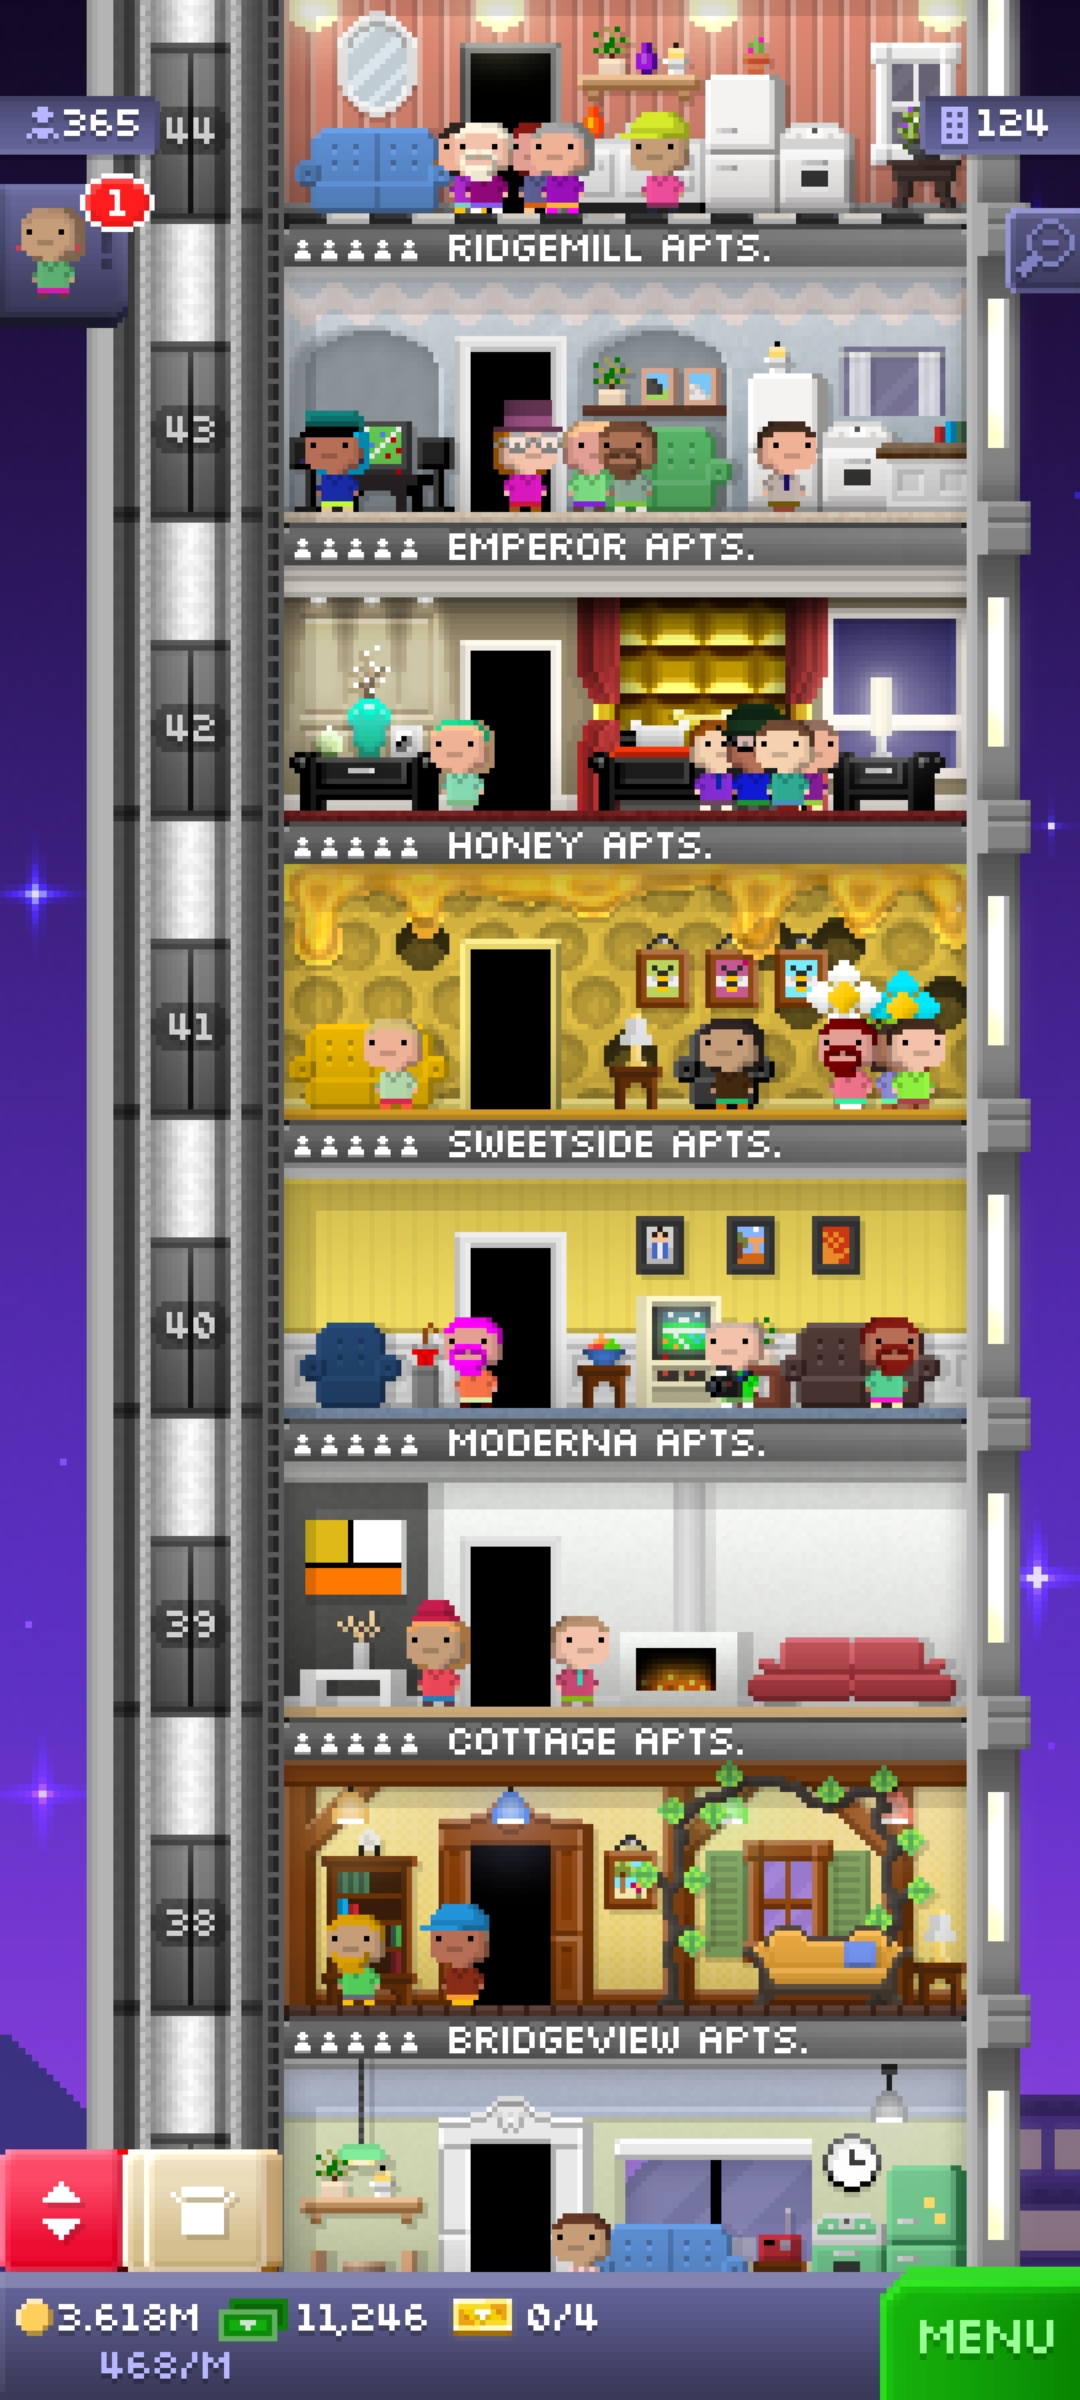 365
44
124
1
RIDGEMILL APTS.
43
EMPEROR APTS.
42
HONEY APTS.
41
SWEETSIDE APTS.
40
MODERNA APTS.
39
COTTAGE APTS.
38
BRIDGEVIEW APTS.
3.618M 11,246 0/4
468/M
MENU